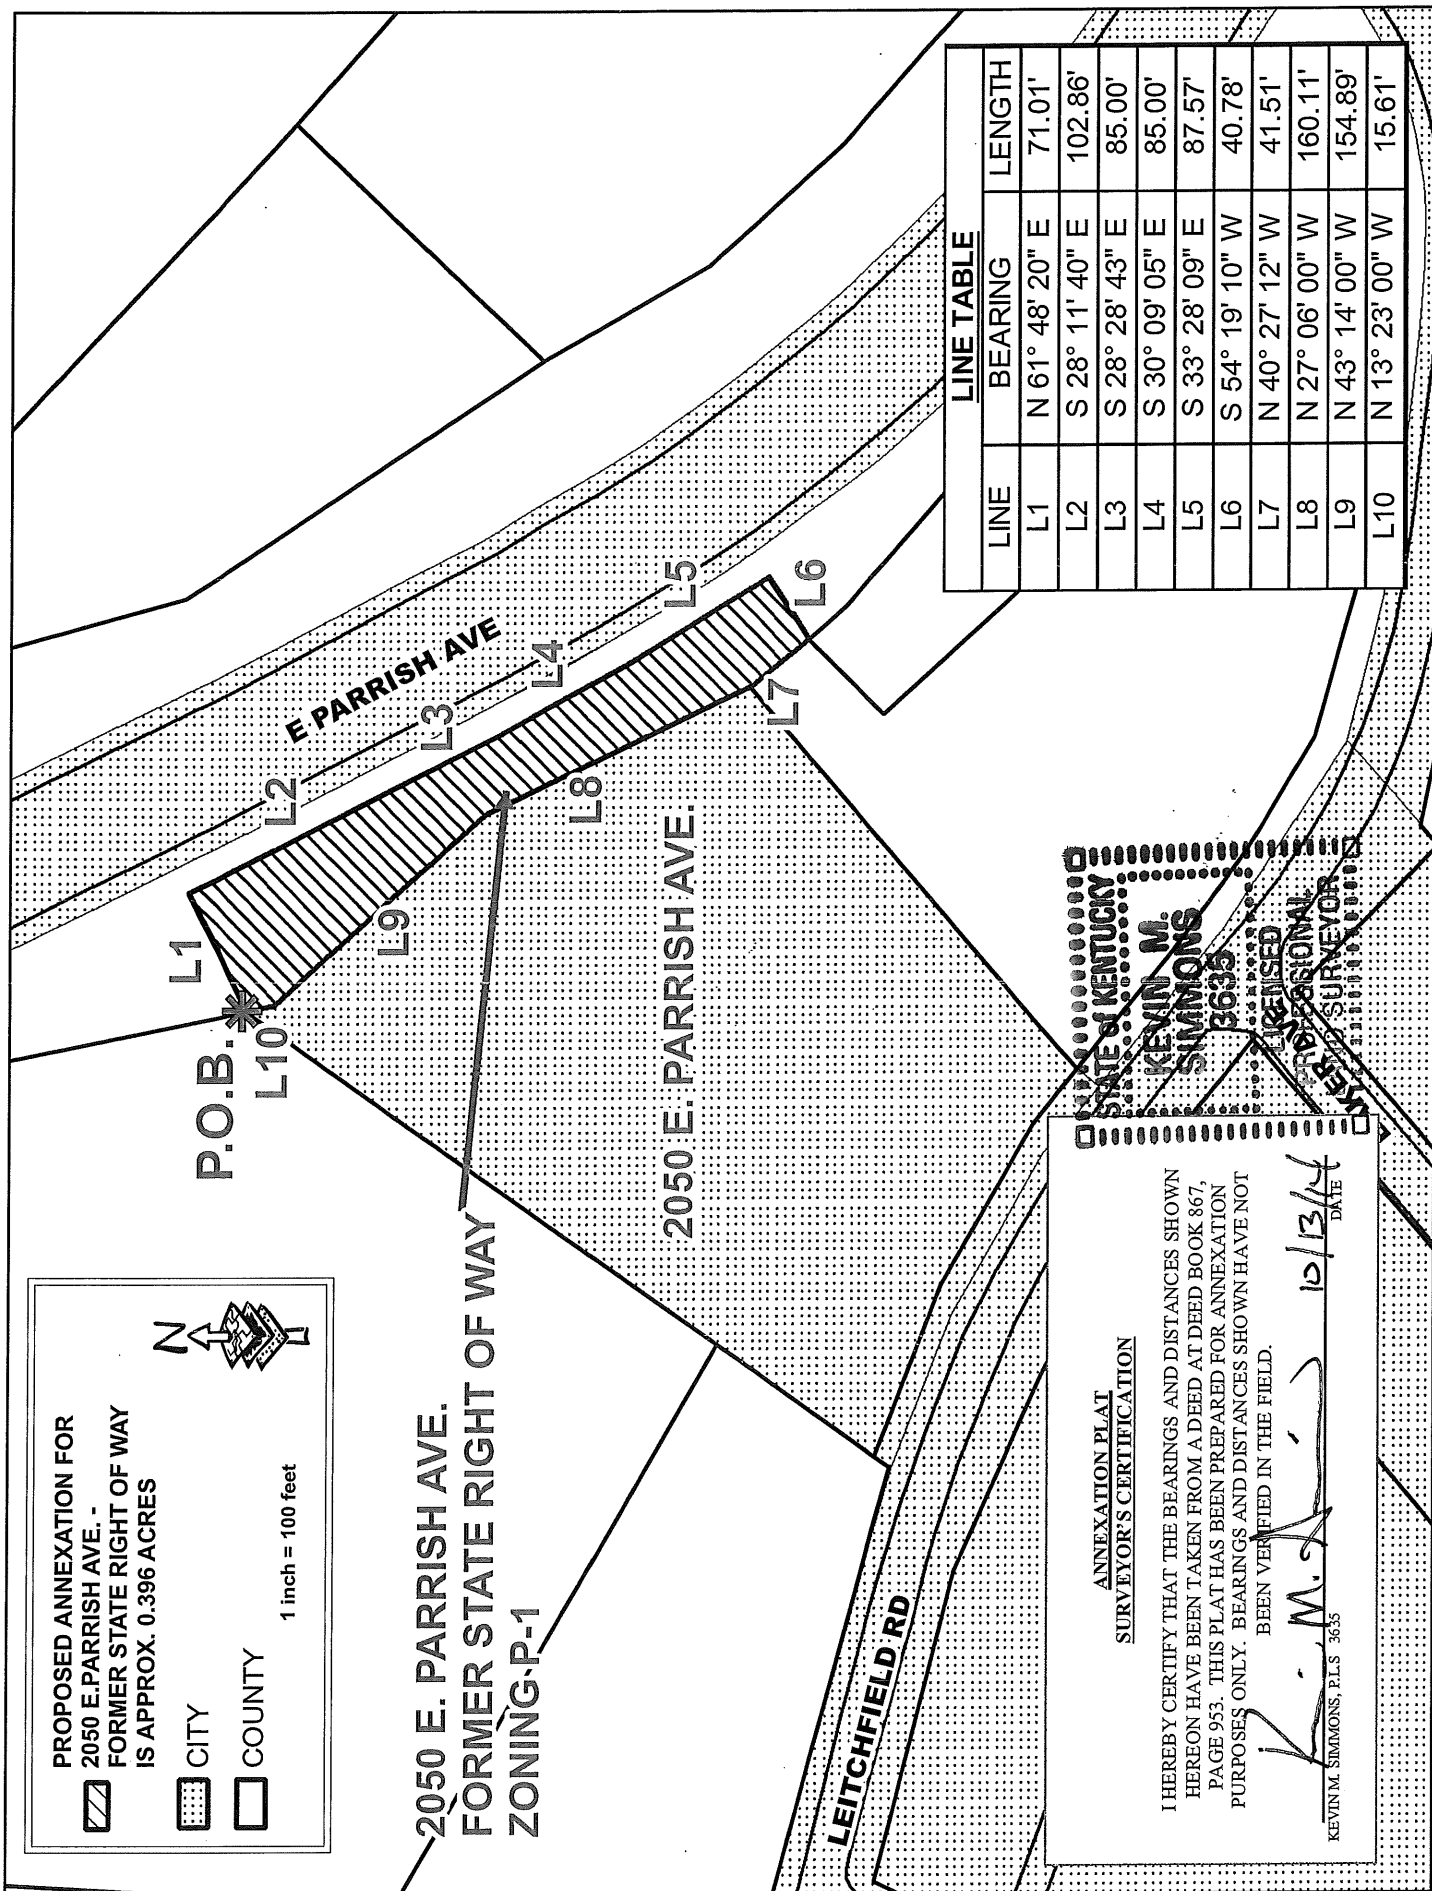 PROPOSED ANNEXATION FOR
2050 E.PARRISH AVE. -
FORMER STATE RIGHT OF WAY
IS APPROX. 0.396 ACRES
CITY
COUNTY
1 inch = 100 feet
N
P.O.B.
L1
L2
L3
L4
L5
L6
L7
L8
L9
L10
E PARRISH AVE
2050 E. PARRISH AVE.
FORMER STATE RIGHT OF WAY
ZONING P-1
2050 E. PARRISH AVE.
LEITCHFIELD RD
LINE TABLE
LINE BEARING LENGTH
L1 N 61° 48' 20" E 71.01'
L2 S 28° 11' 40" E 102.86'
L3 S 28° 28' 43" E 85.00'
L4 S 30° 09' 05" E 85.00'
L5 S 33° 28' 09" E 87.57'
L6 S 54° 19' 10" W 40.78'
L7 N 40° 27' 12" W 41.51'
L8 N 27° 06' 00" W 160.11'
L9 N 43° 14' 00" W 154.89'
L10 N 13° 23' 00" W 15.61'
ANNEXATION PLAT
SURVEYOR'S CERTIFICATION
I HEREBY CERTIFY THAT THE BEARINGS AND DISTANCES SHOWN
HEREON HAVE BEEN TAKEN FROM A DEED AT DEED BOOK 867,
PAGE 953. THIS PLAT HAS BEEN PREPARED FOR ANNEXATION
PURPOSES ONLY. BEARINGS AND DISTANCES SHOWN HAVE NOT
BEEN VERIFIED IN THE FIELD.
10/13/14
KEVIN M. SIMMONS, P.L.S 3635
DATE
STATE of KENTUCKY
KEVIN M.
SIMMONS
3635
LICENSED
PROFESSIONAL
LAND SURVEYOR
KER AVE